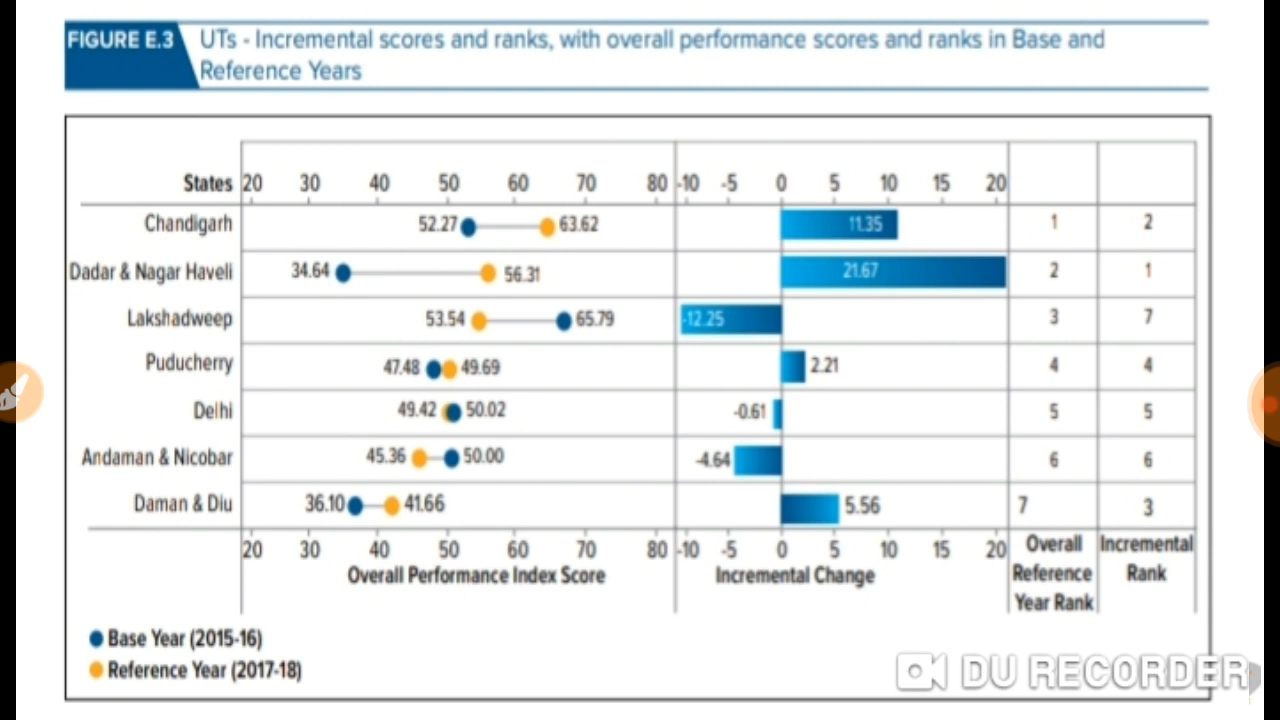 FIGURE E.3
UTs - Incremental scores and ranks, with overall performance scores and ranks in Base and
Reference Years
States 20 30 40 50 60 70 80 -10 -5 0 5 10 15 20
Chandigarh 52.27 63.62 11.35 1 2
Dadar & Nagar Haveli 34.64 56.31 21.67 2 1
Lakshadweep 53.54 65.79 -12.25 3 7
Puducherry 47.48 49.69 2.21 4 4
Delhi 49.42 50.02 -0.61 5 5
Andaman & Nicobar 45.36 50.00 -4.64 6 6
Daman & Diu 36.10 41.66 5.56 7 3
20 30 40 50 60 70 80 -10 -5 0 5 10 15 20
Overall Performance Index Score
Incremental Change
Overall
Reference
Year Rank
Incremental
Rank
Base Year (2015-16)
Reference Year (2017-18)
DU RECORDER